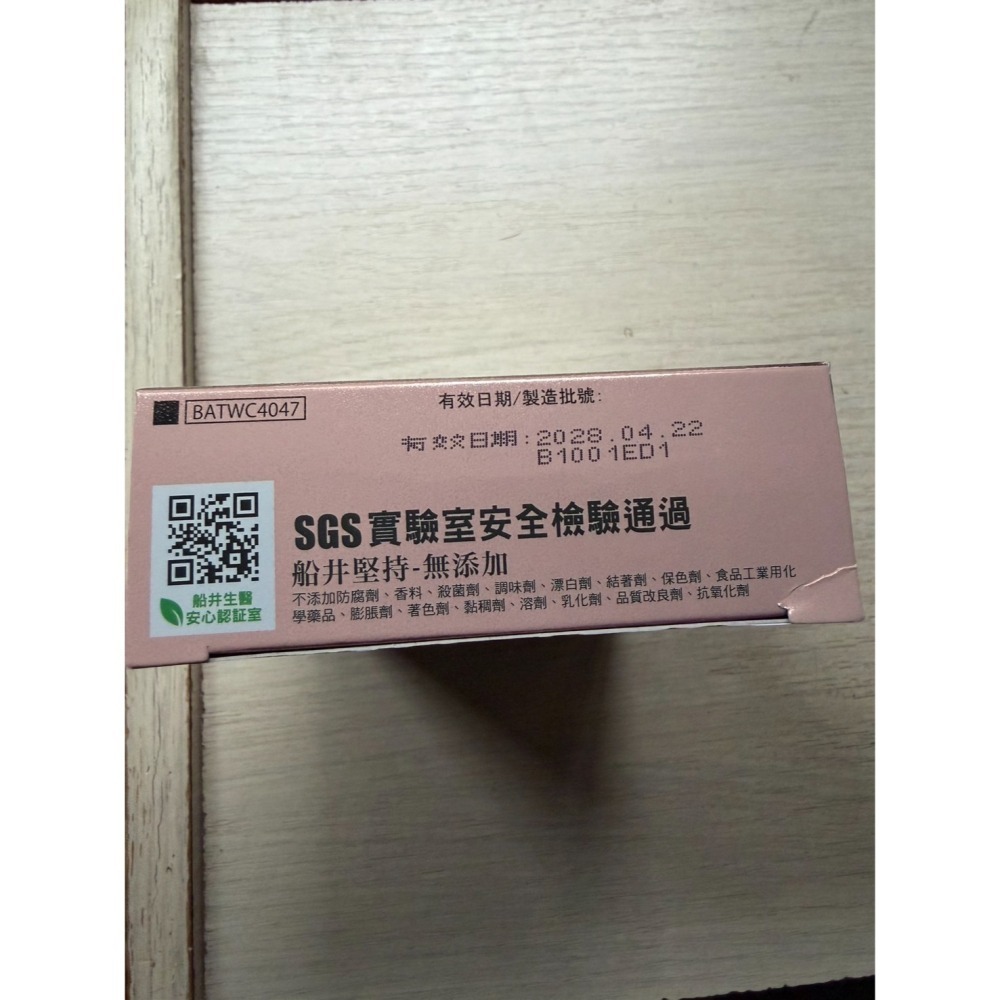 BATWC4047
有效日期/製造批號:
有效日期:2028.04.22
B1001ED1
SGS實驗室安全檢驗通過
船井堅持-無添加
不添加防腐劑、香料、殺菌劑、調味劑、漂白劑、結著劑、保色劑、食品工業用化
學藥品、膨脹劑、著色劑、黏稠劑、溶劑、乳化劑、品質改良劑、抗氧化劑
船井生醫
安心認証室